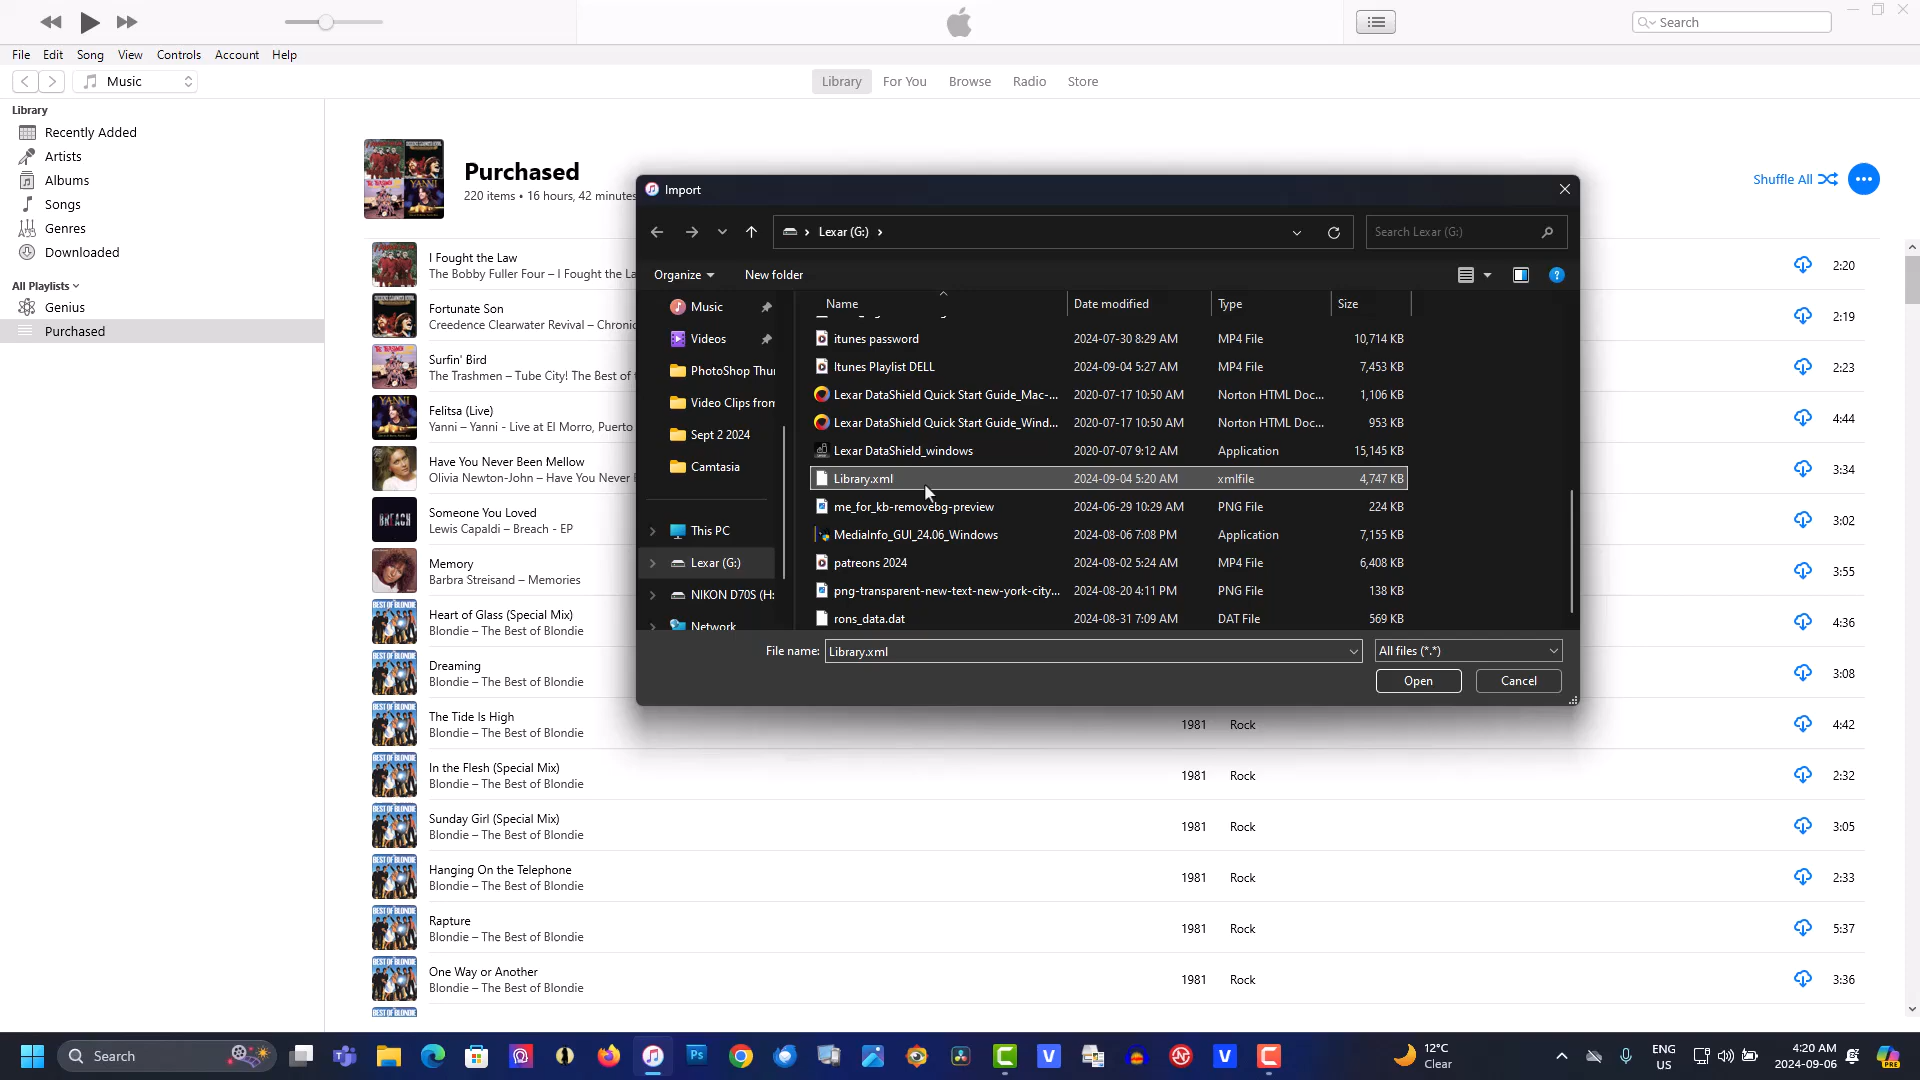 Search
File Edit Song View Controls Account Help
Music
Library For You Browse Radio Store
Library
Recently Added
Artists
Albums
Songs
Genres
Downloaded
All Playlists
Genius
Purchased
Purchased
220 items • 16 hours, 42 minutes
Shuffle All
I Fought the Law
The Bobby Fuller Four – I Fought the La
2:20
Fortunate Son
Creedence Clearwater Revival – Chronic
2:19
Surfin' Bird
The Trashmen – Tube City! The Best of
2:23
Felitsa (Live)
Yanni – Yanni - Live at El Morro, Puerto
4:44
Have You Never Been Mellow
Olivia Newton-John – Have You Never
3:34
Someone You Loved
Lewis Capaldi – Breach - EP
3:02
Memory
Barbra Streisand – Memories
3:55
Heart of Glass (Special Mix)
Blondie – The Best of Blondie
4:36
Dreaming
Blondie – The Best of Blondie
3:08
The Tide Is High
Blondie – The Best of Blondie
1981 Rock 4:42
In the Flesh (Special Mix)
Blondie – The Best of Blondie
1981 Rock 2:32
Sunday Girl (Special Mix)
Blondie – The Best of Blondie
1981 Rock 3:05
Hanging On the Telephone
Blondie – The Best of Blondie
1981 Rock 2:33
Rapture
Blondie – The Best of Blondie
1981 Rock 5:37
One Way or Another
Blondie – The Best of Blondie
1981 Rock 3:36
Import
Lexar (G:)
Search Lexar (G:)
Organize New folder
Music
Videos
PhotoShop Thu
Video Clips from
Sept 2 2024
Camtasia
This PC
Lexar (G:)
NIKON D70S (H:
Network
Name Date modified Type Size
itunes password 2024-07-30 8:29 AM MP4 File 10,714 KB
Itunes Playlist DELL 2024-09-04 5:27 AM MP4 File 7,453 KB
Lexar DataShield Quick Start Guide_Mac-... 2020-07-17 10:50 AM Norton HTML Doc... 1,106 KB
Lexar DataShield Quick Start Guide_Wind... 2020-07-17 10:50 AM Norton HTML Doc... 953 KB
Lexar DataShield_windows 2020-07-07 9:12 AM Application 15,145 KB
Library.xml 2024-09-04 5:20 AM xmlfile 4,747 KB
me_for_kb-removebg-preview 2024-06-29 10:29 AM PNG File 224 KB
MediaInfo_GUI_24.06_Windows 2024-08-06 7:08 PM Application 7,155 KB
patreons 2024 2024-08-02 5:24 AM MP4 File 6,408 KB
png-transparent-new-text-new-york-city... 2024-08-20 4:11 PM PNG File 138 KB
rons_data.dat 2024-08-31 7:09 AM DAT File 569 KB
File name: Library.xml All files (*.*)
Open Cancel
Search
12°C
Clear
ENG
US
4:20 AM
2024-09-06